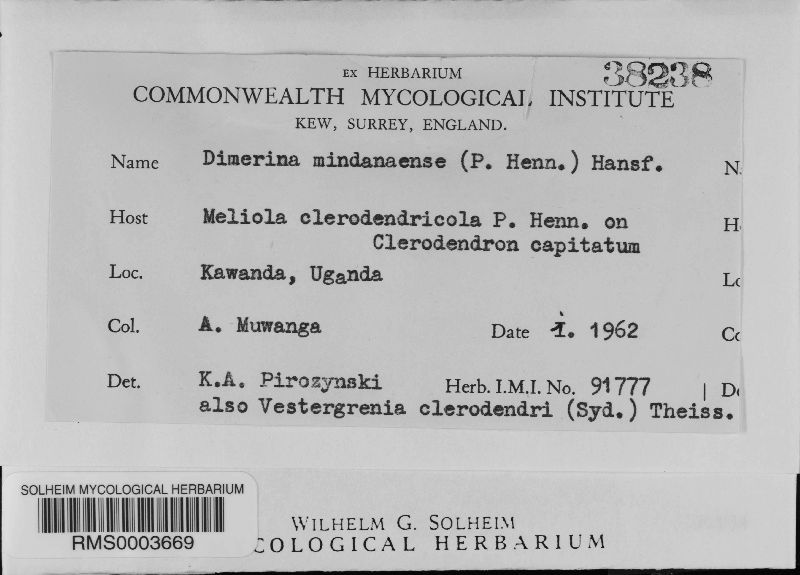 EX HERBARIUM 38238
COMMONWEALTH MYCOLOGICAL INSTITUTE
KEW, SURREY, ENGLAND.
Name Dimerina mindanaense (P. Henn.) Hansf.
Host Meliola clerodendricola P. Henn. on
Clerodendron capitatum
Loc. Kawanda, Uganda
Col. A. Muwanga Date i. 1962
Det. K.A. Pirozynski Herb. I.M.I. No. 91777
also Vestergrenia clerodendri (Syd.) Theiss.
SOLHEIM MYCOLOGICAL HERBARIUM
RMS0003669
WILHELM G. SOLHEIM
COLOGICAL HERBARIUM